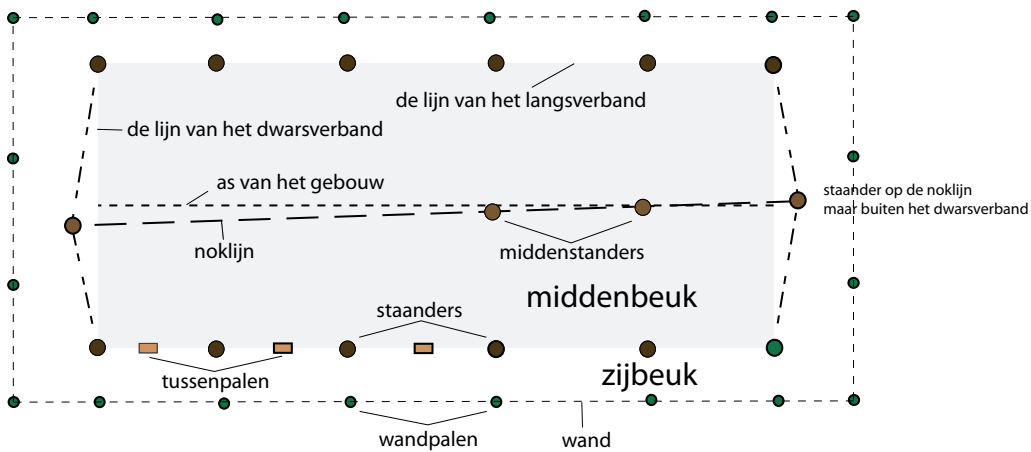 de lijn van het langsverband
de lijn van het dwarsverband
as van het gebouw
staander op de noklijn
maar buiten het dwarsverband
noklijn
middenstanders
middenbeuk
staanders
zijbeuk
tussenpalen
wandpalen
wand